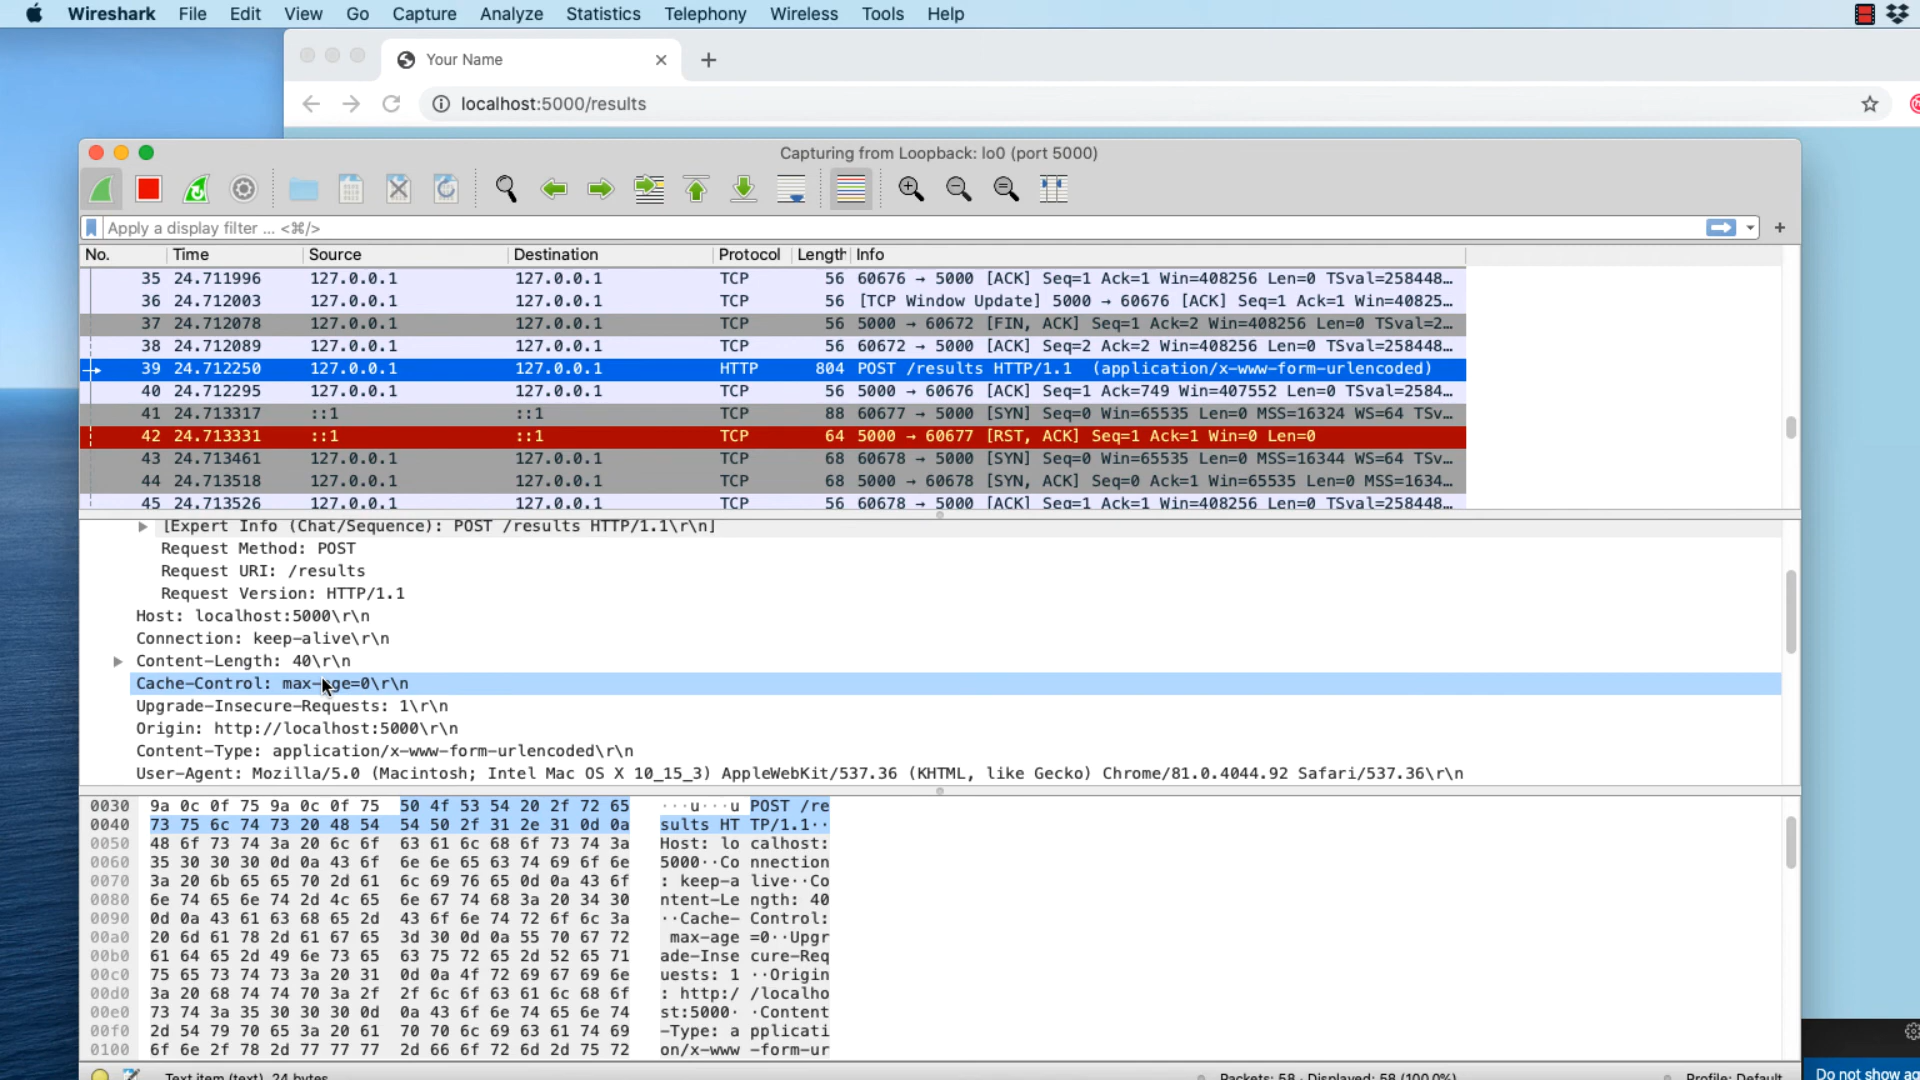 Wireshark File Edit View Go Capture Analyze Statistics Telephony Wireless Tools Help
Your Name
localhost:5000/results
Capturing from Loopback: lo0 (port 5000)
Apply a display filter ... <⌘/>
No. Time Source Destination Protocol Length Info
35 24.711996 127.0.0.1 127.0.0.1 TCP 56 60676 → 5000 [ACK] Seq=1 Ack=1 Win=408256 Len=0 TSval=258448…
36 24.712003 127.0.0.1 127.0.0.1 TCP 56 [TCP Window Update] 5000 → 60676 [ACK] Seq=1 Ack=1 Win=40825…
37 24.712078 127.0.0.1 127.0.0.1 TCP 56 5000 → 60672 [FIN, ACK] Seq=1 Ack=2 Win=408256 Len=0 TSval=2…
38 24.712089 127.0.0.1 127.0.0.1 TCP 56 60672 → 5000 [ACK] Seq=2 Ack=2 Win=408256 Len=0 TSval=258448…
39 24.712250 127.0.0.1 127.0.0.1 HTTP 804 POST /results HTTP/1.1 (application/x-www-form-urlencoded)
40 24.712295 127.0.0.1 127.0.0.1 TCP 56 5000 → 60676 [ACK] Seq=1 Ack=749 Win=407552 Len=0 TSval=2584…
41 24.713317 ::1 ::1 TCP 88 60677 → 5000 [SYN] Seq=0 Win=65535 Len=0 MSS=16324 WS=64 TSv…
42 24.713331 ::1 ::1 TCP 64 5000 → 60677 [RST, ACK] Seq=1 Ack=1 Win=0 Len=0
43 24.713461 127.0.0.1 127.0.0.1 TCP 68 60678 → 5000 [SYN] Seq=0 Win=65535 Len=0 MSS=16344 WS=64 TSv…
44 24.713518 127.0.0.1 127.0.0.1 TCP 68 5000 → 60678 [SYN, ACK] Seq=0 Ack=1 Win=65535 Len=0 MSS=1634…
45 24.713526 127.0.0.1 127.0.0.1 TCP 56 60678 → 5000 [ACK] Seq=1 Ack=1 Win=408256 Len=0 TSval=258448…
[Expert Info (Chat/Sequence): POST /results HTTP/1.1\r\n]
Request Method: POST
Request URI: /results
Request Version: HTTP/1.1
Host: localhost:5000\r\n
Connection: keep-alive\r\n
Content-Length: 40\r\n
Cache-Control: max-age=0\r\n
Upgrade-Insecure-Requests: 1\r\n
Origin: http://localhost:5000\r\n
Content-Type: application/x-www-form-urlencoded\r\n
User-Agent: Mozilla/5.0 (Macintosh; Intel Mac OS X 10_15_3) AppleWebKit/537.36 (KHTML, like Gecko) Chrome/81.0.4044.92 Safari/537.36\r\n
0030 9a 0c 0f 75 9a 0c 0f 75 50 4f 53 54 20 2f 72 65 ···u···u POST /re
0040 73 75 6c 74 73 20 48 54 54 50 2f 31 2e 31 0d 0a sults HT TP/1.1··
0050 48 6f 73 74 3a 20 6c 6f 63 61 6c 68 6f 73 74 3a Host: lo calhost:
0060 35 30 30 30 0d 0a 43 6f 6e 6e 65 63 74 69 6f 6e 5000··Co nnection
0070 3a 20 6b 65 65 70 2d 61 6c 69 76 65 0d 0a 43 6f : keep-a live··Co
0080 6e 74 65 6e 74 2d 4c 65 6e 67 74 68 3a 20 34 30 ntent-Le ngth: 40
0090 0d 0a 43 61 63 68 65 2d 43 6f 6e 74 72 6f 6c 3a ··Cache- Control:
00a0 20 6d 61 78 2d 61 67 65 3d 30 0d 0a 55 70 67 72 max-age =0··Upgr
00b0 61 64 65 2d 49 6e 73 65 63 75 72 65 2d 52 65 71 ade-Inse cure-Req
00c0 75 65 73 74 73 3a 20 31 0d 0a 4f 72 69 67 69 6e uests: 1 ··Origin
00d0 3a 20 68 74 74 70 3a 2f 2f 6c 6f 63 61 6c 68 6f : http:/ /localho
00e0 73 74 3a 35 30 30 30 0d 0a 43 6f 6e 74 65 6e 74 st:5000· ·Content
00f0 2d 54 79 70 65 3a 20 61 70 70 6c 69 63 61 74 69 -Type: a pplicati
0100 6f 6e 2f 78 2d 77 77 77 2d 66 6f 72 6d 2d 75 72 on/x-www -form-ur
Text item (text), 24 bytes Packets: 58 · Displayed: 58 (100.0%) Profile: Default
Do not show ag